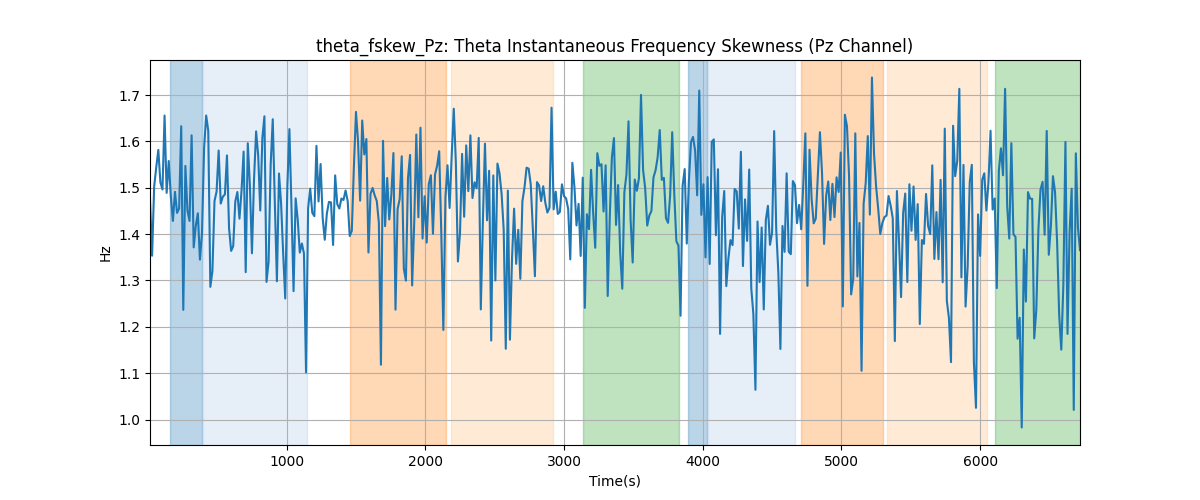 theta_fskew_Pz: Theta Instantaneous Frequency Skewness (Pz Channel)
1.7
1.6
1.5
1.4
1.3
1.2
1.1
1.0
Hz
1000 2000 3000 4000 5000 6000
Time(s)